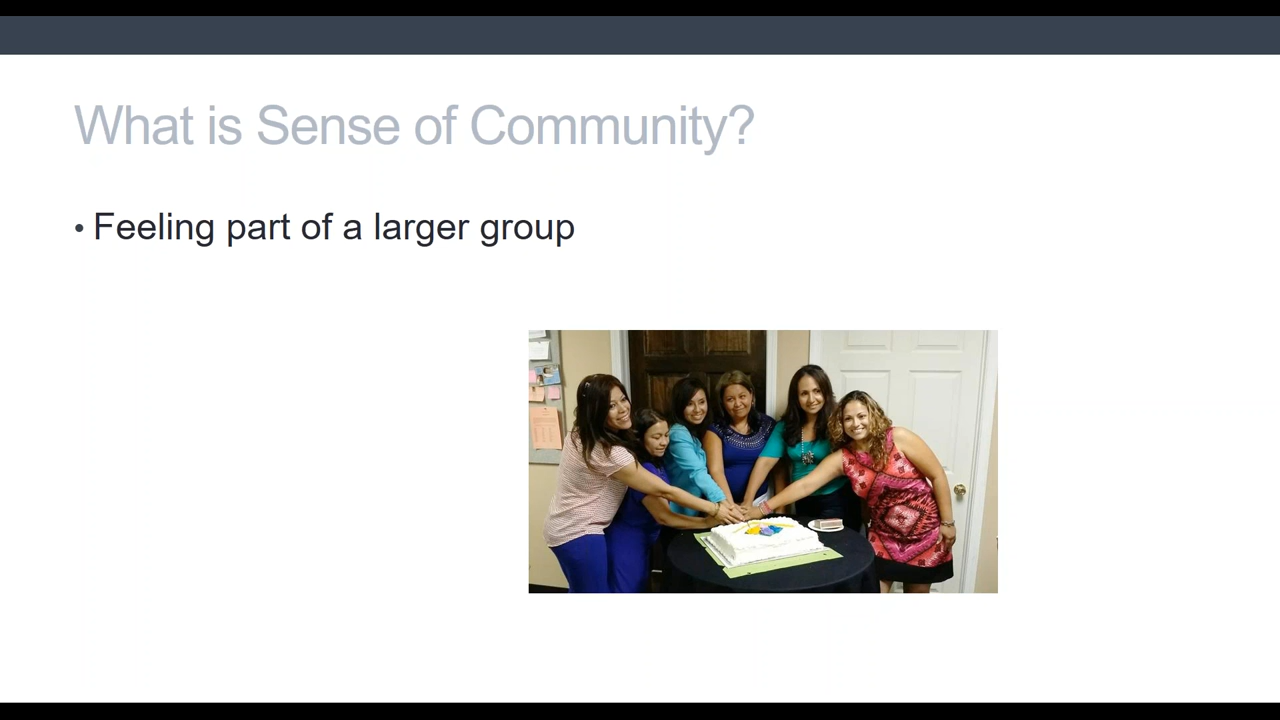 What is Sense of Community?
• Feeling part of a larger group